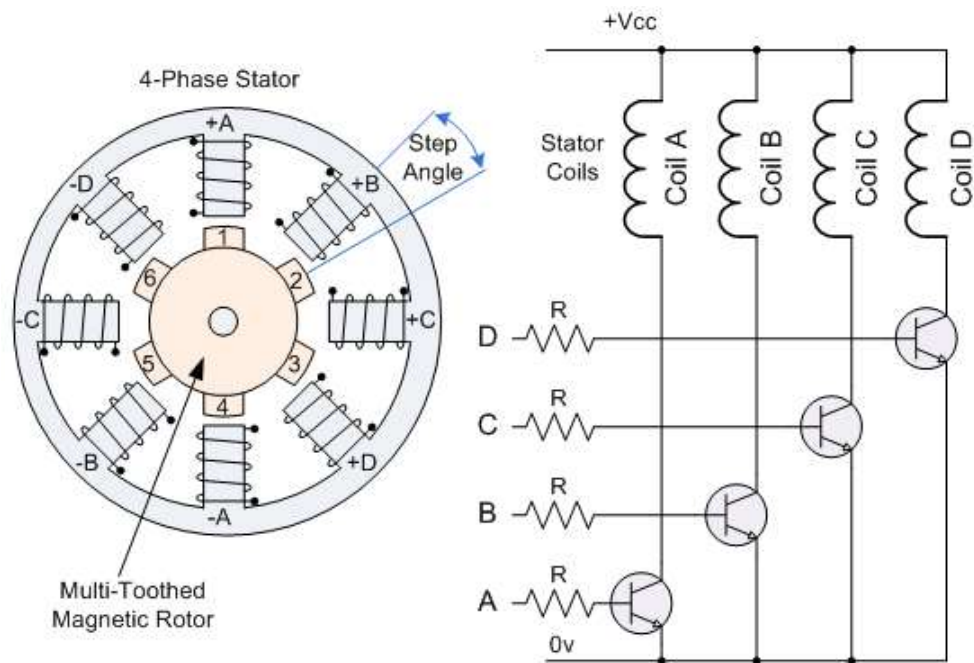 4-Phase Stator
+A
+B
+C
+D
-A
-B
-C
-D
1
2
3
4
5
6
Step
Angle
Multi-Toothed
Magnetic Rotor
+Vcc
Stator
Coils
Coil A
Coil B
Coil C
Coil D
D
R
C
R
B
R
A
R
0v